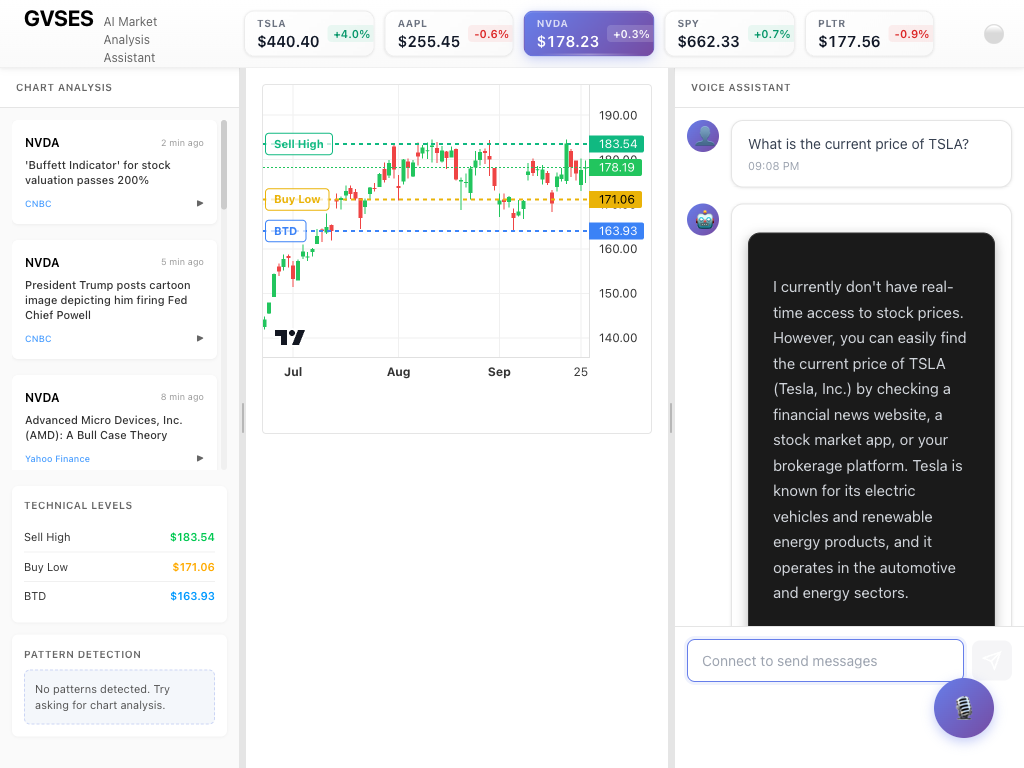 GVSES
AI Market
Analysis
Assistant
TSLA
$440.40
+4.0%
AAPL
$255.45
-0.6%
NVDA
$178.23
+0.3%
SPY
$662.33
+0.7%
PLTR
$177.56
-0.9%
CHART ANALYSIS
NVDA
2 min ago
'Buffett Indicator' for stock
valuation passes 200%
CNBC
NVDA
5 min ago
President Trump posts cartoon
image depicting him firing Fed
Chief Powell
CNBC
NVDA
8 min ago
Advanced Micro Devices, Inc.
(AMD): A Bull Case Theory
Yahoo Finance
TECHNICAL LEVELS
Sell High
$183.54
Buy Low
$171.06
BTD
$163.93
PATTERN DETECTION
No patterns detected. Try
asking for chart analysis.
190.00
Sell High
183.54
180.00
178.19
Buy Low
171.06
BTD
163.93
160.00
150.00
140.00
Jul
Aug
Sep
25
VOICE ASSISTANT
What is the current price of TSLA?
09:08 PM
I currently don't have real-
time access to stock prices.
However, you can easily find
the current price of TSLA
(Tesla, Inc.) by checking a
financial news website, a
stock market app, or your
brokerage platform. Tesla is
known for its electric
vehicles and renewable
energy products, and it
operates in the automotive
and energy sectors.
Connect to send messages